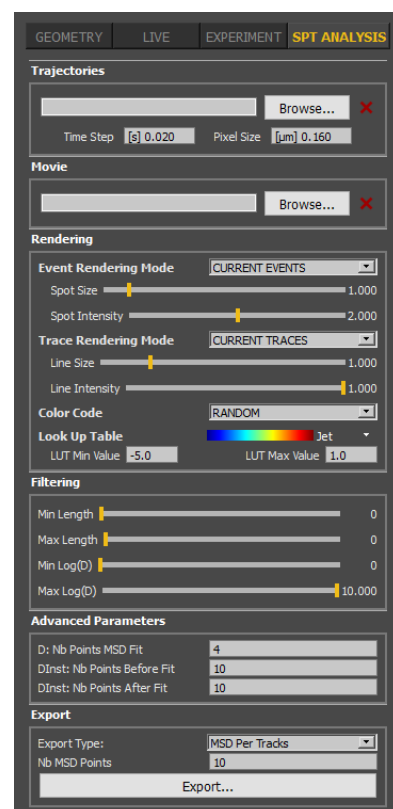 GEOMETRY LIVE EXPERIMENT SPT ANALYSIS
Trajectories
Browse...
Time Step [s] 0.020 Pixel Size [µm] 0.160
Movie
Browse...
Rendering
Event Rendering Mode CURRENT EVENTS
Spot Size 1.000
Spot Intensity 2.000
Trace Rendering Mode CURRENT TRACES
Line Size 1.000
Line Intensity 1.000
Color Code RANDOM
Look Up Table Jet
LUT Min Value -5.0 LUT Max Value 1.0
Filtering
Min Length 0
Max Length 0
Min Log(D) 0
Max Log(D) 10.000
Advanced Parameters
D: Nb Points MSD Fit 4
DInst: Nb Points Before Fit 10
DInst: Nb Points After Fit 10
Export
Export Type: MSD Per Tracks
Nb MSD Points 10
Export...